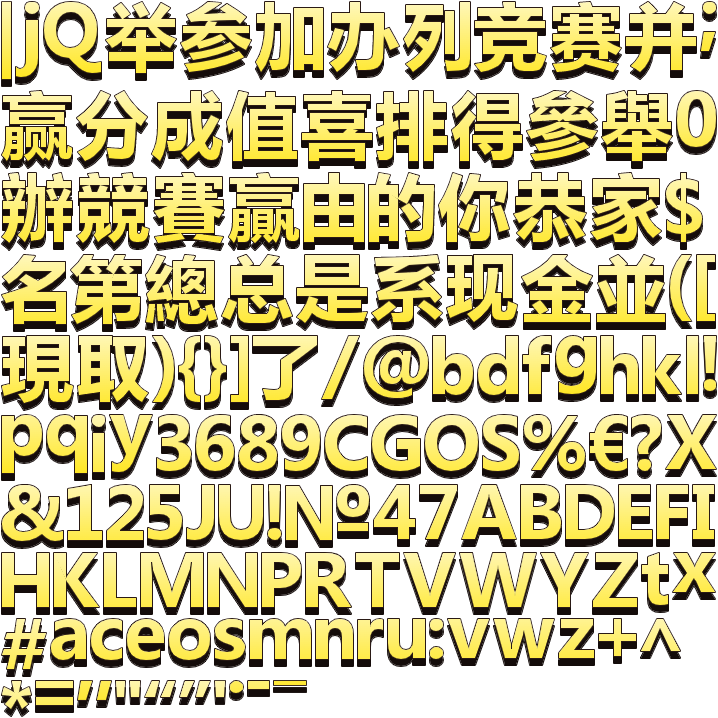 |jQ举参加办列竞赛并;
赢分成值喜排得參舉0
辦競賽贏由的你恭家$
名第總总是系现金並([
現取){}]了/@bdfghkl!
pqiy3689CGOS%€?X
&125JU!Nº47ABDEFI
HKLMNPRTVWYZtx
#aceosmnru:vwz+^
*=